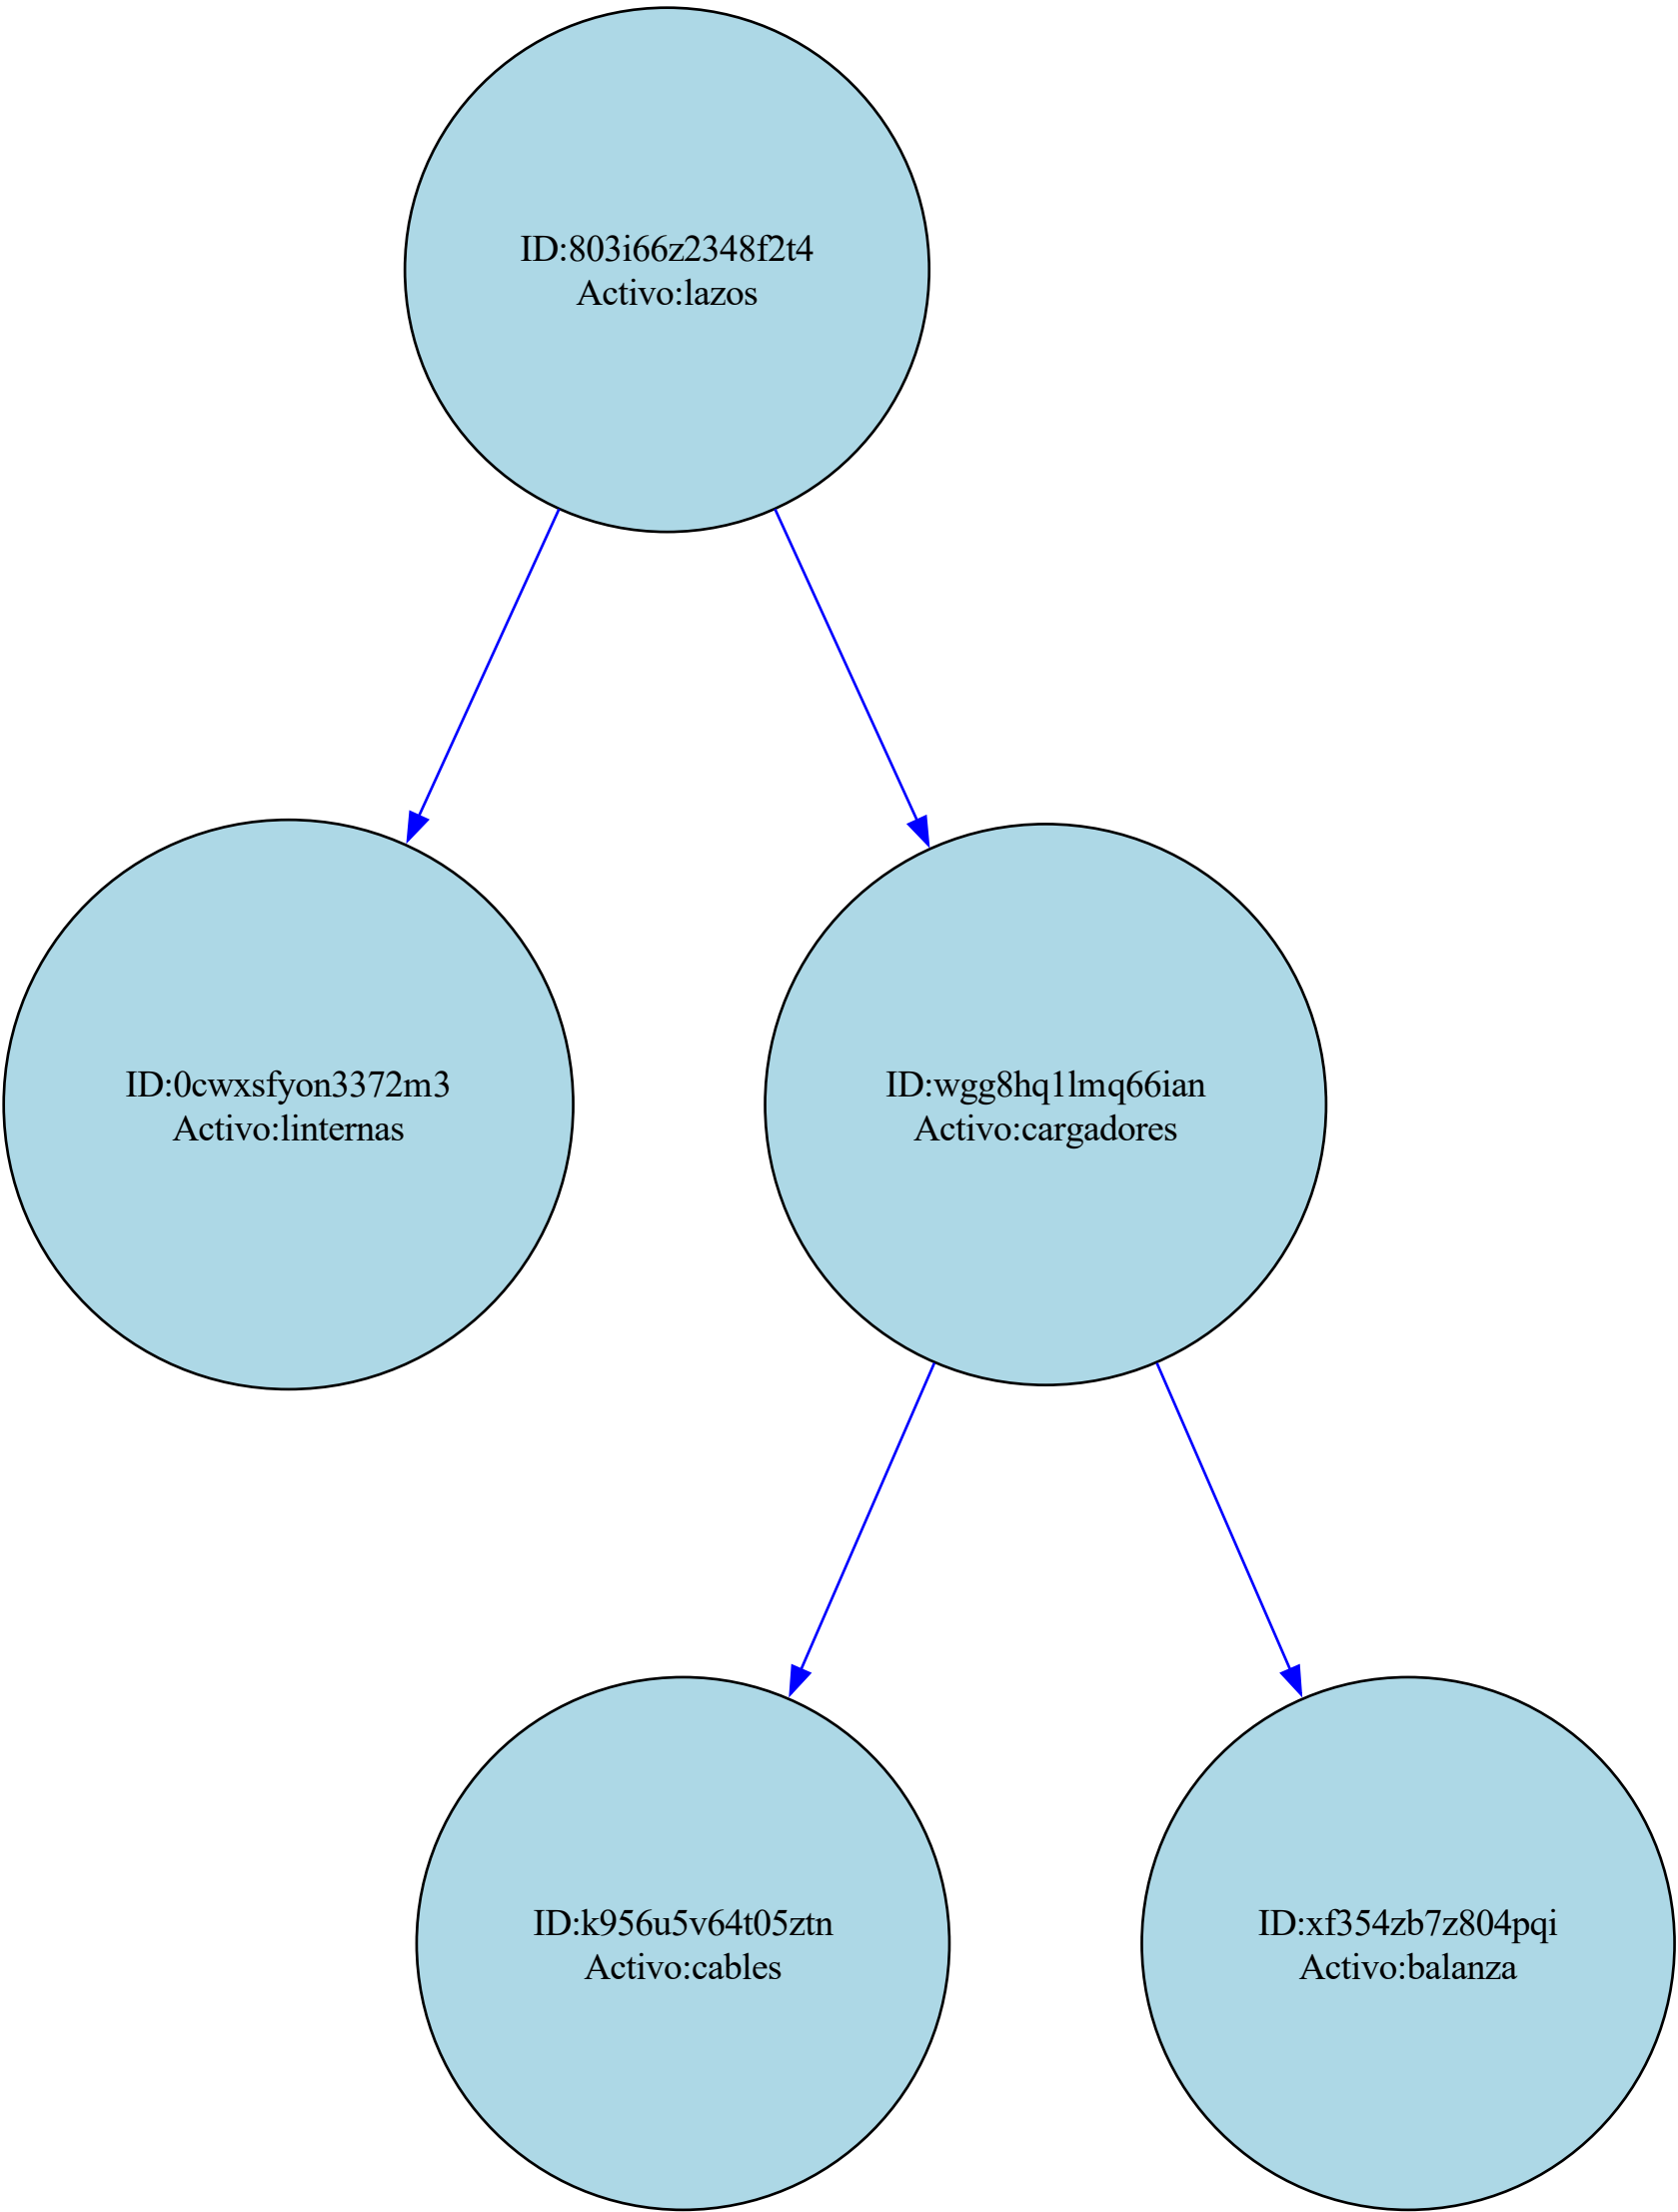 ID:803i66z2348f2t4
Activo:lazos
ID:0cwxsfyon3372m3
Activo:linternas
ID:wgg8hq1lmq66ian
Activo:cargadores
ID:k956u5v64t05ztn
Activo:cables
ID:xf354zb7z804pqi
Activo:balanza